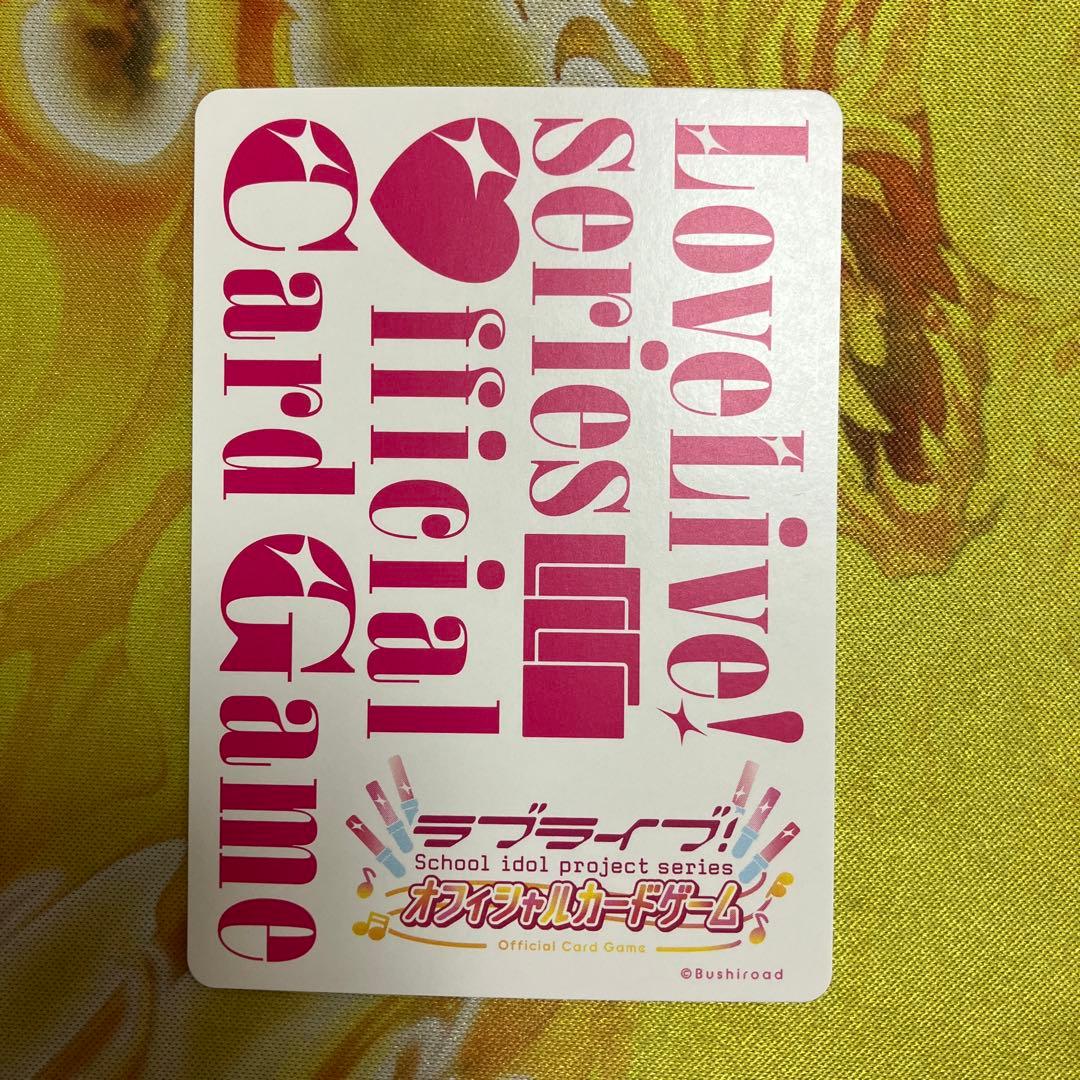 LoveLive!
series
♥fficial
Card Game
ラブライブ!
School idol project series
オフィシャルカードゲーム
Official Card Game
©Bushiroad